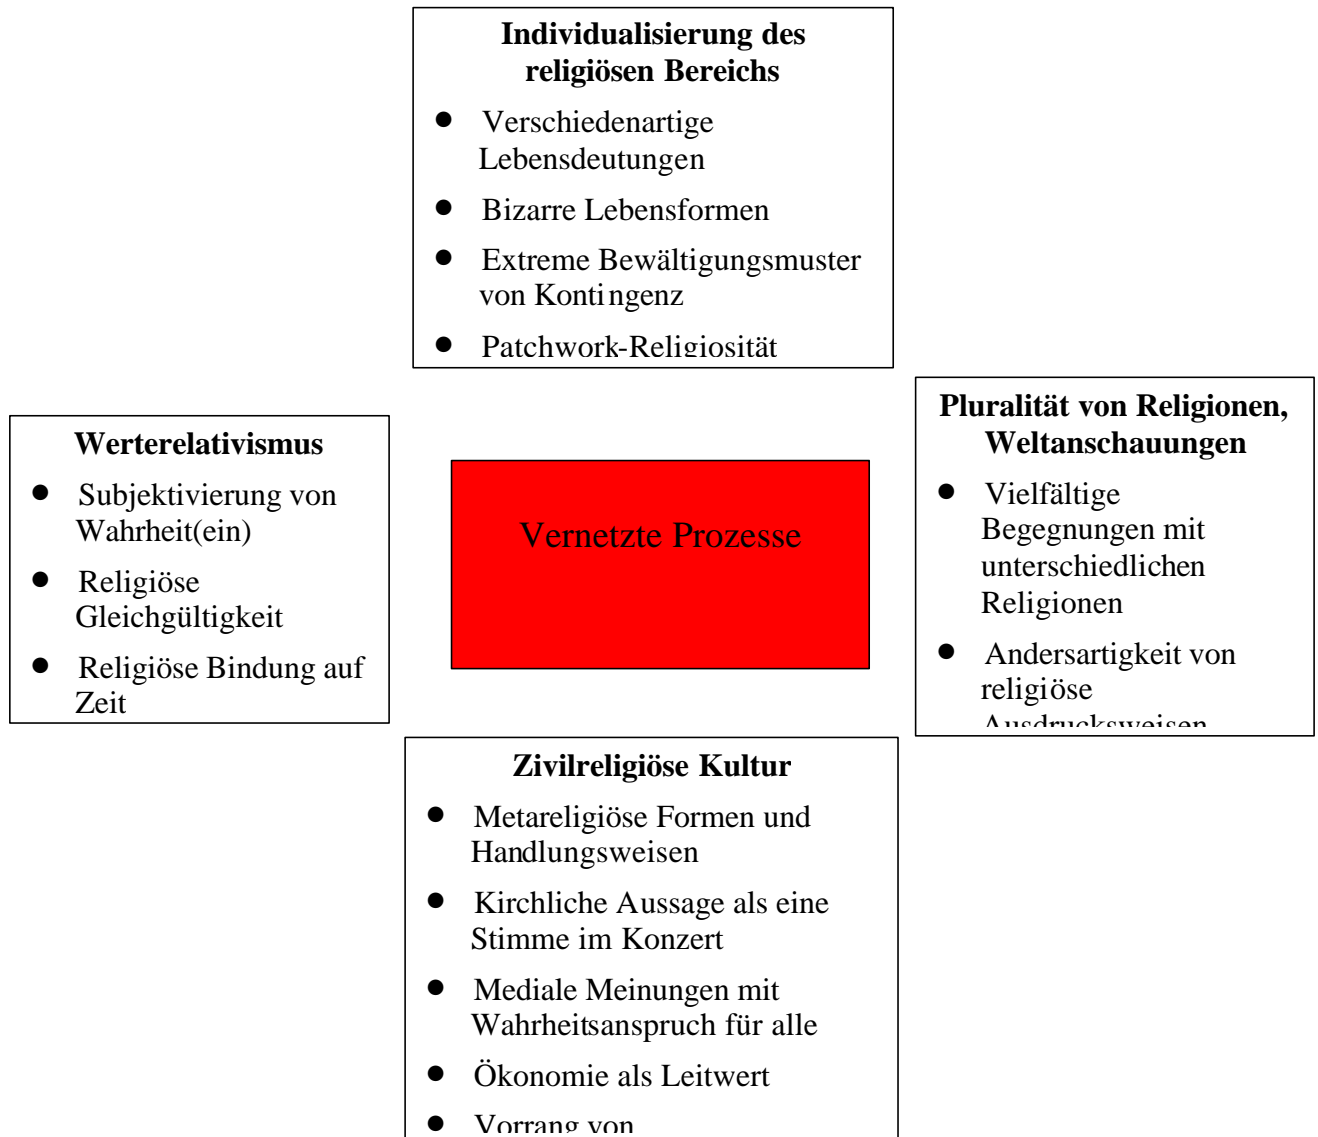 Individualisierung des
religiösen Bereichs
● Verschiedenartige
Lebensdeutungen
● Bizarre Lebensformen
● Extreme Bewältigungsmuster
von Kontingenz
● Patchwork-Religiosität
Werterelativismus
● Subjektivierung von
Wahrheit(ein)
● Religiöse
Gleichgültigkeit
● Religiöse Bindung auf
Zeit
Vernetzte Prozesse
Pluralität von Religionen,
Weltanschauungen
● Vielfältige
Begegnungen mit
unterschiedlichen
Religionen
● Andersartigkeit von
religiöse
Ausdrucksweisen
Zivilreligiöse Kultur
● Metareligiöse Formen und
Handlungsweisen
● Kirchliche Aussage als eine
Stimme im Konzert
● Mediale Meinungen mit
Wahrheitsanspruch für alle
● Ökonomie als Leitwert
● Vorrang von